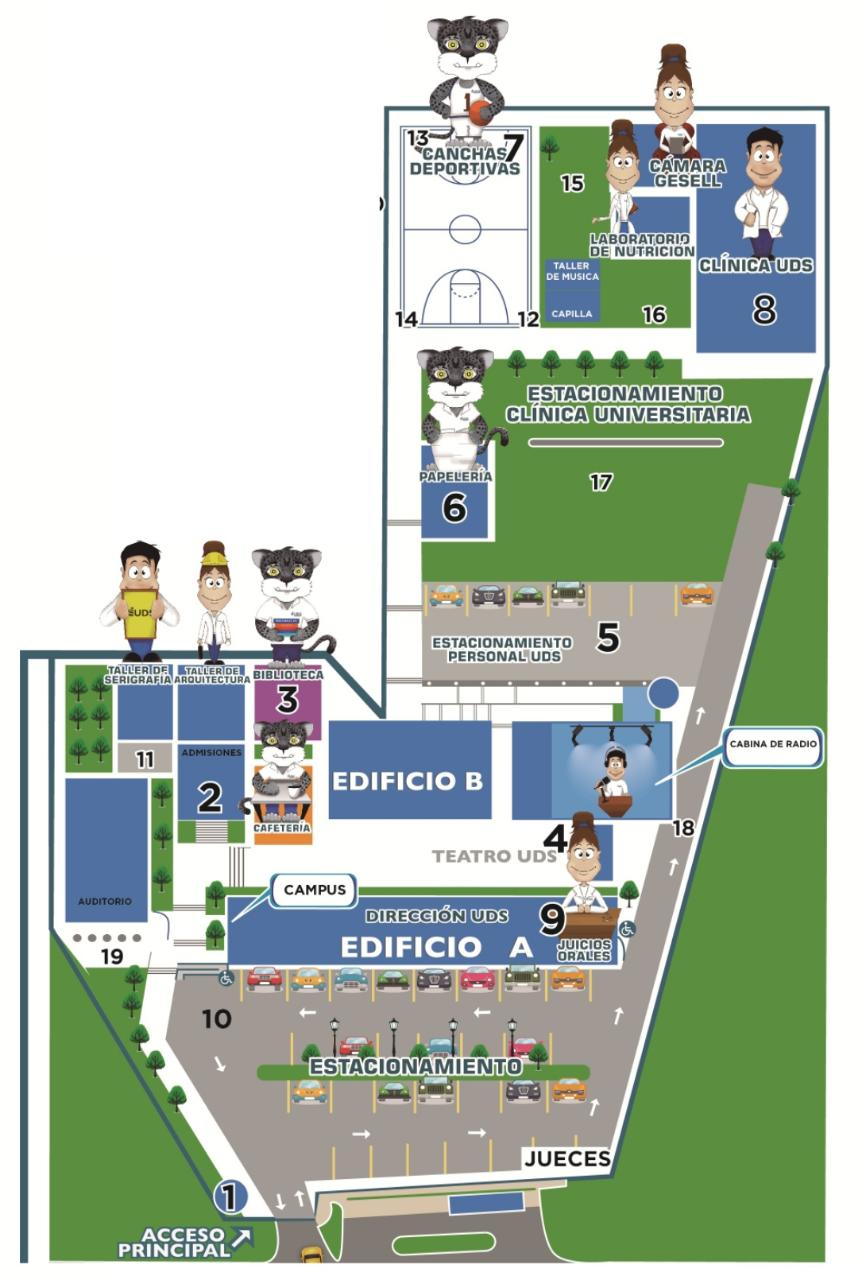 13
7
CANCHAS
DEPORTIVAS
14
12
15
CÁMARA
GESELL
LABORATORIO
DE NUTRICIÓN
TALLER
DE MUSICA
CAPILLA
16
CLÍNICA UDS
8
ESTACIONAMIENTO
CLÍNICA UNIVERSITARIA
17
PAPELERÍA
6
ESTACIONAMIENTO
PERSONAL UDS
5
UDS
TALLER DE
SERIGRAFÍA
TALLER DE
ARQUITECTURA
BIBLIOTECA
3
11
ADMISIONES
2
CAFETERÍA
EDIFICIO B
CABINA DE RADIO
4
TEATRO UDS
18
AUDITORIO
19
CAMPUS
DIRECCIÓN UDS
EDIFICIO A
9
JUICIOS
ORALES
10
ESTACIONAMIENTO
JUECES
1
ACCESO
PRINCIPAL